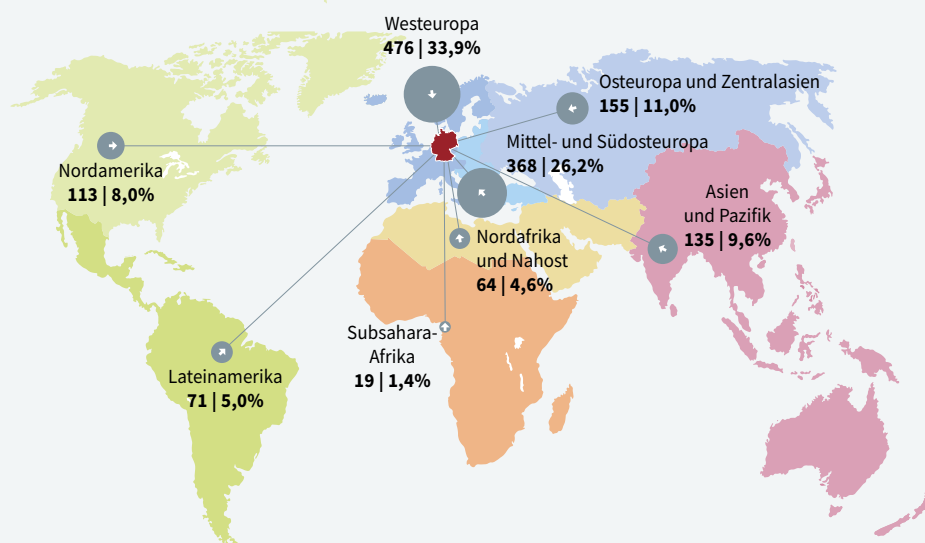 Westeuropa
476 | 33,9%
Osteuropa und Zentralasien
155 | 11,0%
Mittel- und Südosteuropa
368 | 26,2%
Nordamerika
113 | 8,0%
Asien
und Pazifik
135 | 9,6%
Nordafrika
und Nahost
64 | 4,6%
Subsahara-
Afrika
19 | 1,4%
Lateinamerika
71 | 5,0%